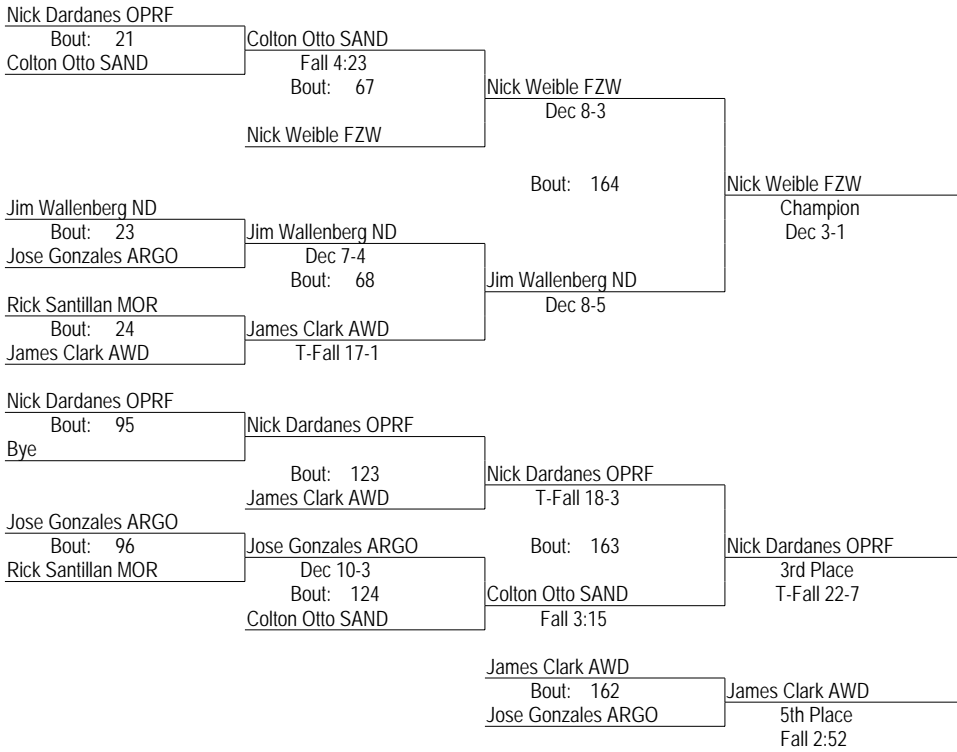 Nick Dardanes OPRF
Bout: 21
Colton Otto SAND
Colton Otto SAND
Fall 4:23
Bout: 67
Nick Weible FZW
Nick Weible FZW
Dec 8-3
Bout: 164
Nick Weible FZW
Champion
Dec 3-1
Jim Wallenberg ND
Bout: 23
Jose Gonzales ARGO
Jim Wallenberg ND
Dec 7-4
Bout: 68
Jim Wallenberg ND
Dec 8-5
Rick Santillan MOR
Bout: 24
James Clark AWD
James Clark AWD
T-Fall 17-1
Nick Dardanes OPRF
Bout: 95
Bye
Nick Dardanes OPRF
Bout: 123
James Clark AWD
Nick Dardanes OPRF
T-Fall 18-3
Jose Gonzales ARGO
Bout: 96
Rick Santillan MOR
Jose Gonzales ARGO
Dec 10-3
Bout: 124
Colton Otto SAND
Bout: 163
Colton Otto SAND
Fall 3:15
Nick Dardanes OPRF
3rd Place
T-Fall 22-7
James Clark AWD
Bout: 162
Jose Gonzales ARGO
James Clark AWD
5th Place
Fall 2:52